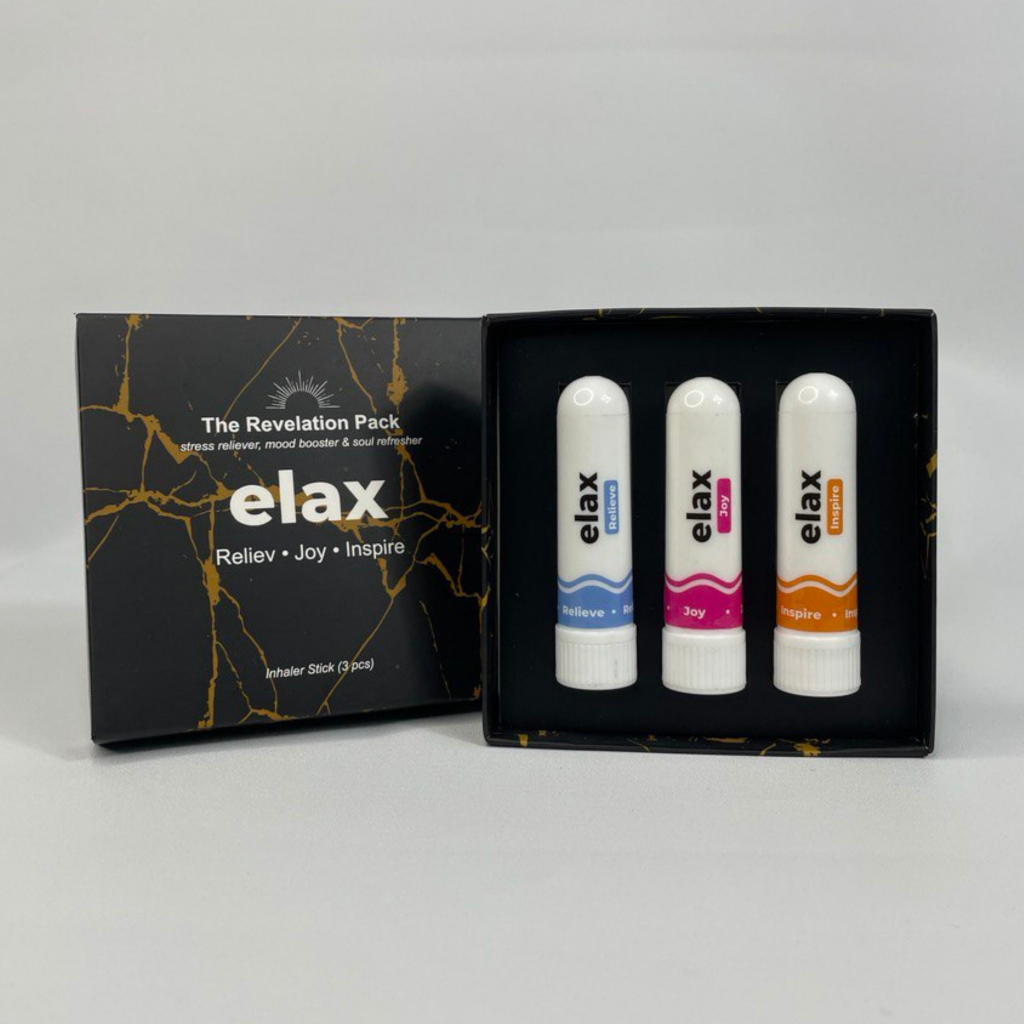 The Revelation Pack
stress reliever, mood booster & soul refresher
elax
Reliev • Joy • Inspire
Inhaler Stick (3 pcs)
elax
Relieve
Relieve •
elax
Joy
• Joy •
elax
Inspire
Inspire •